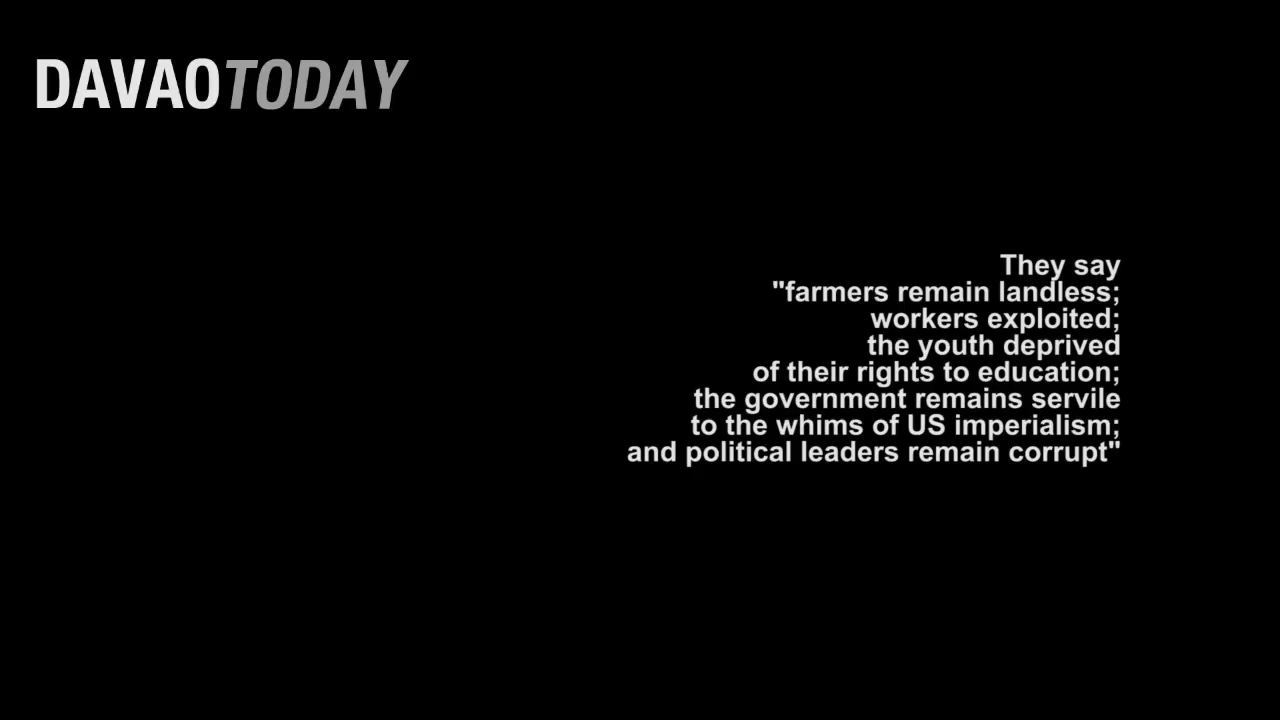 DAVAOTODAY
They say
"farmers remain landless;
workers exploited;
the youth deprived
of their rights to education;
the government remains servile
to the whims of US imperialism;
and political leaders remain corrupt"